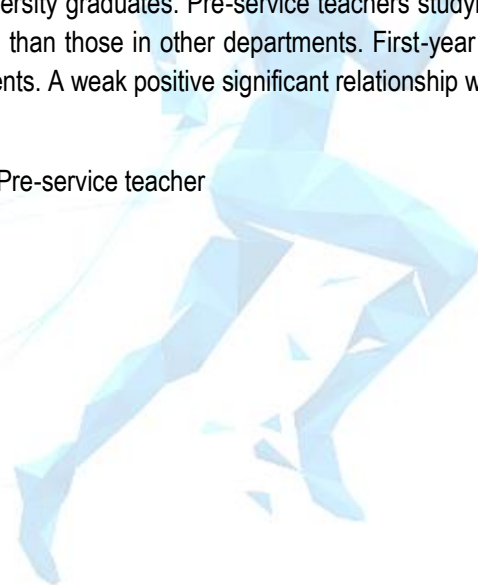 ersity graduates. Pre-service teachers study
than those in other departments. First-year
ents. A weak positive significant relationship w
Pre-service teacher